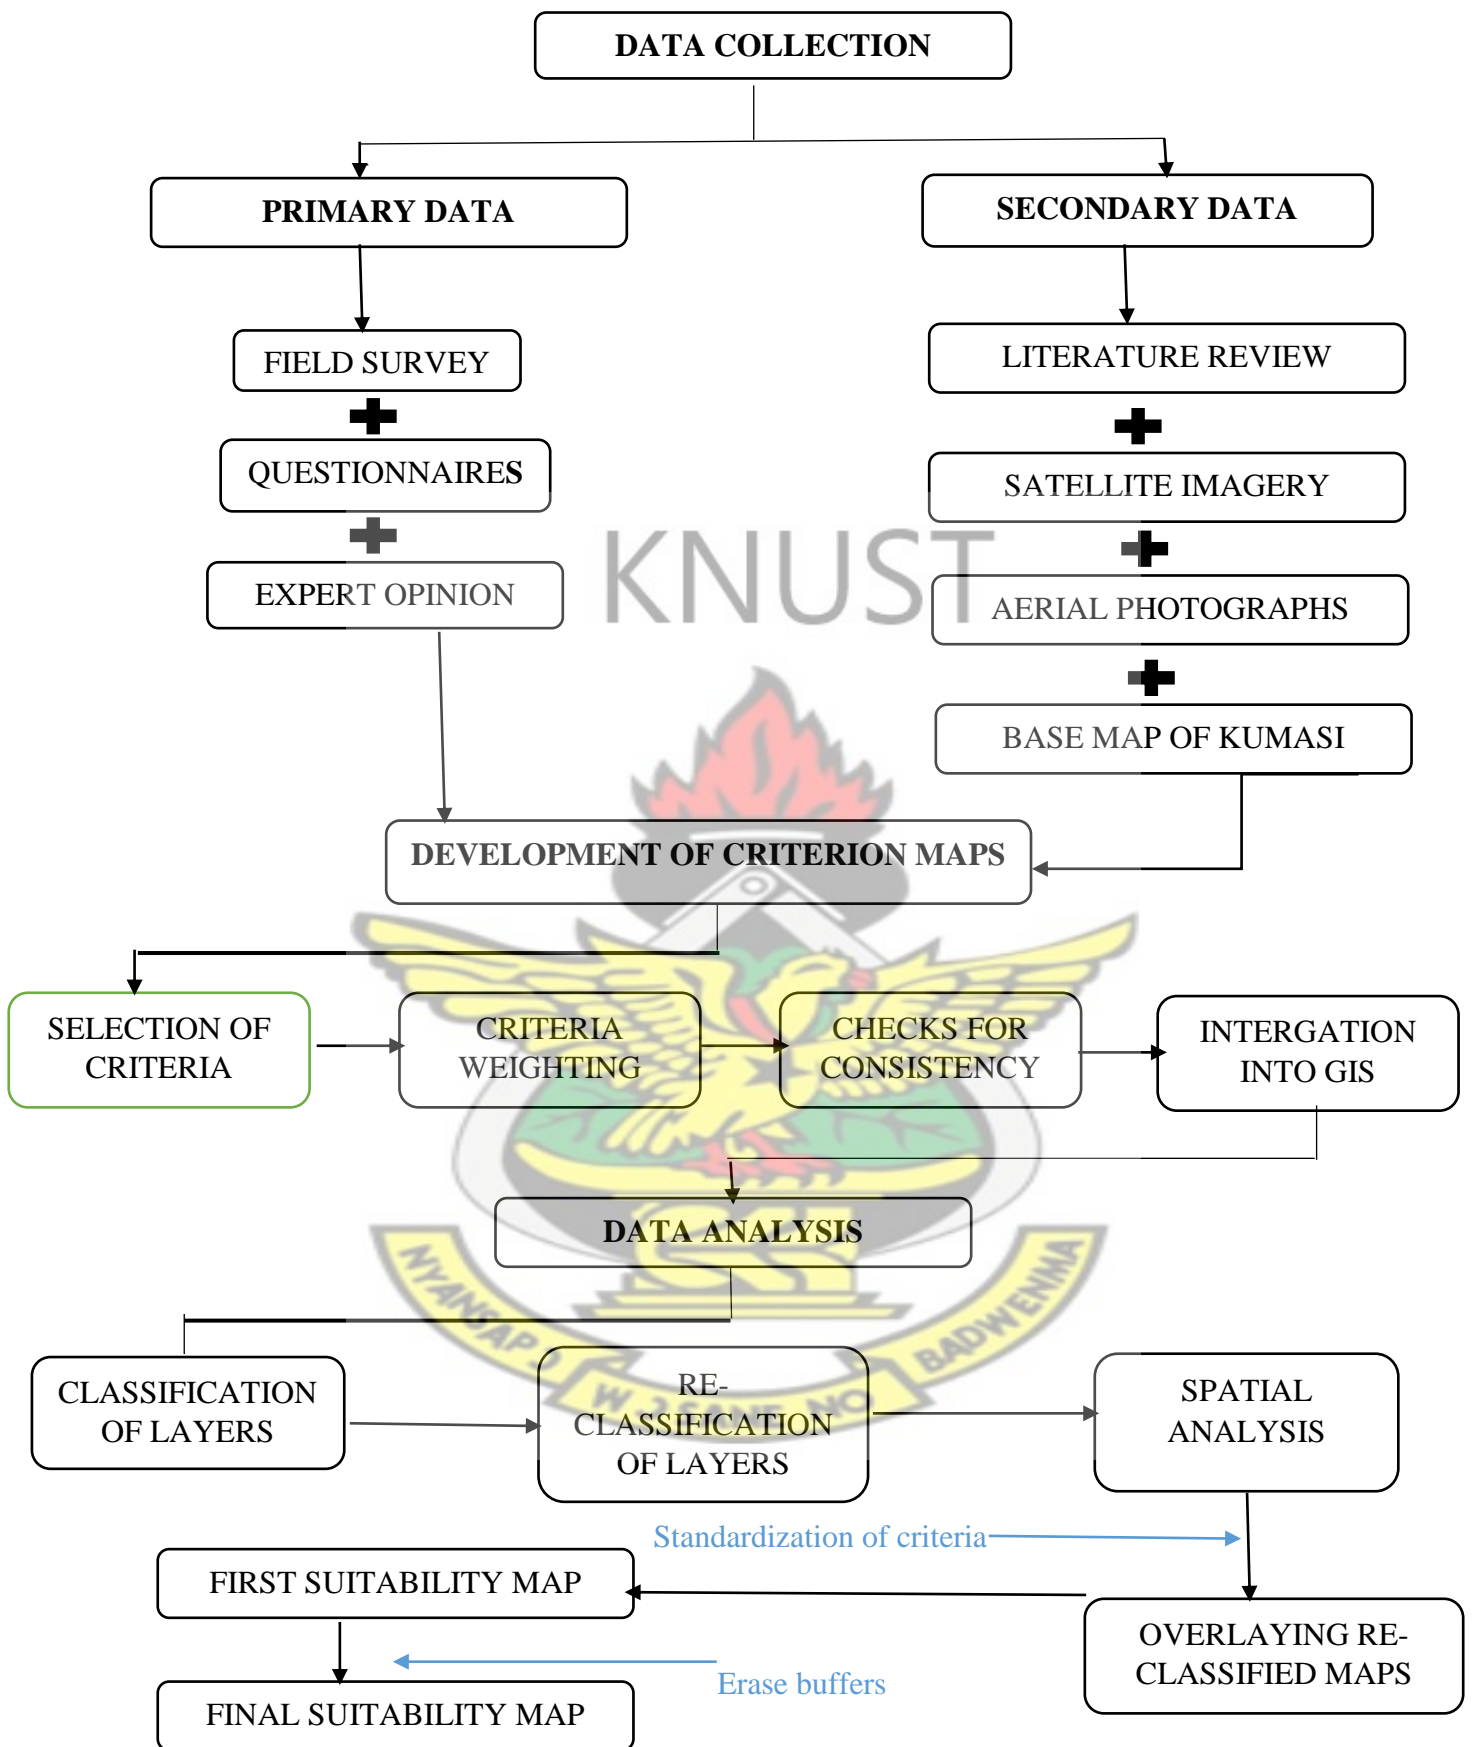 DATA COLLECTION
PRIMARY DATA
SECONDARY DATA
FIELD SURVEY
LITERATURE REVIEW
QUESTIONNAIRES
SATELLITE IMAGERY
KNUST
EXPERT OPINION
AERIAL PHOTOGRAPHS
BASE MAP OF KUMASI
DEVELOPMENT OF CRITERION MAPS
SELECTION OF
CRITERIA
CRITERIA
WEIGHTING
CHECKS FOR
CONSISTENCY
INTERGATION
INTO GIS
DATA ANALYSIS
NYANSAPƆ W'ƆSANE NO BADWENMA
CLASSIFICATION
OF LAYERS
RE-
CLASSIFICATION
OF LAYERS
SPATIAL
ANALYSIS
Standardization of criteria
FIRST SUITABILITY MAP
OVERLAYING RE-
CLASSIFIED MAPS
Erase buffers
FINAL SUITABILITY MAP